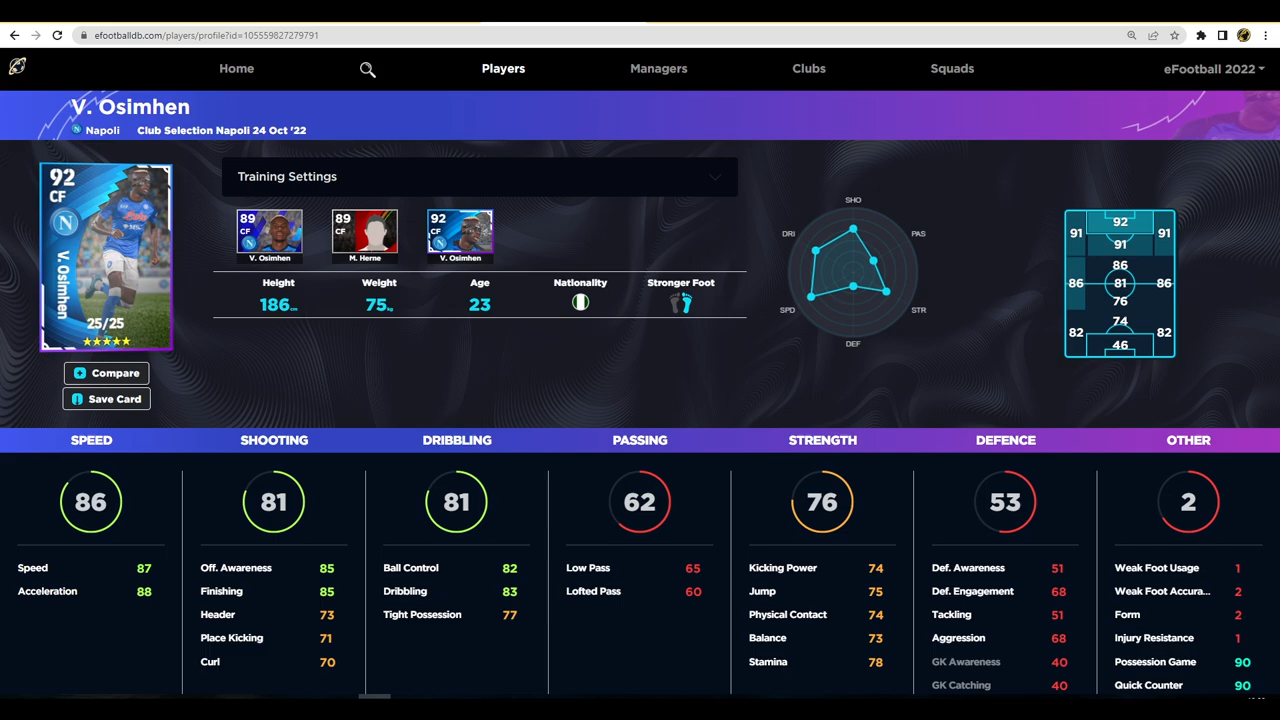 efootballdb.com/players/profile?id=105559827279791
Home
Players
Managers
Clubs
Squads
eFootball 2022
V. Osimhen
Napoli Club Selection Napoli 24 Oct '22
92
CF
N
V. Osimhen
25/25
Compare
Save Card
Training Settings
89
CF
V. Osimhen
89
CF
M. Herne
92
CF
V. Osimhen
Height Weight Age Nationality Stronger Foot
186cm 75kg 23
SHO
DRI PAS
SPD STR
DEF
92
91 91 91
86
86 81 86
76
74
82 82
46
SPEED SHOOTING DRIBBLING PASSING STRENGTH DEFENCE OTHER
86 81 81 62 76 53 2
Speed 87 Off. Awareness 85 Ball Control 82 Low Pass 65 Kicking Power 74 Def. Awareness 51 Weak Foot Usage 1
Acceleration 88 Finishing 85 Dribbling 83 Lofted Pass 60 Jump 75 Def. Engagement 68 Weak Foot Accura... 2
Header 73 Tight Possession 77 Physical Contact 74 Tackling 51 Form 2
Place Kicking 71 Balance 73 Aggression 68 Injury Resistance 1
Curl 70 Stamina 78 GK Awareness 40 Possession Game 90
GK Catching 40 Quick Counter 90